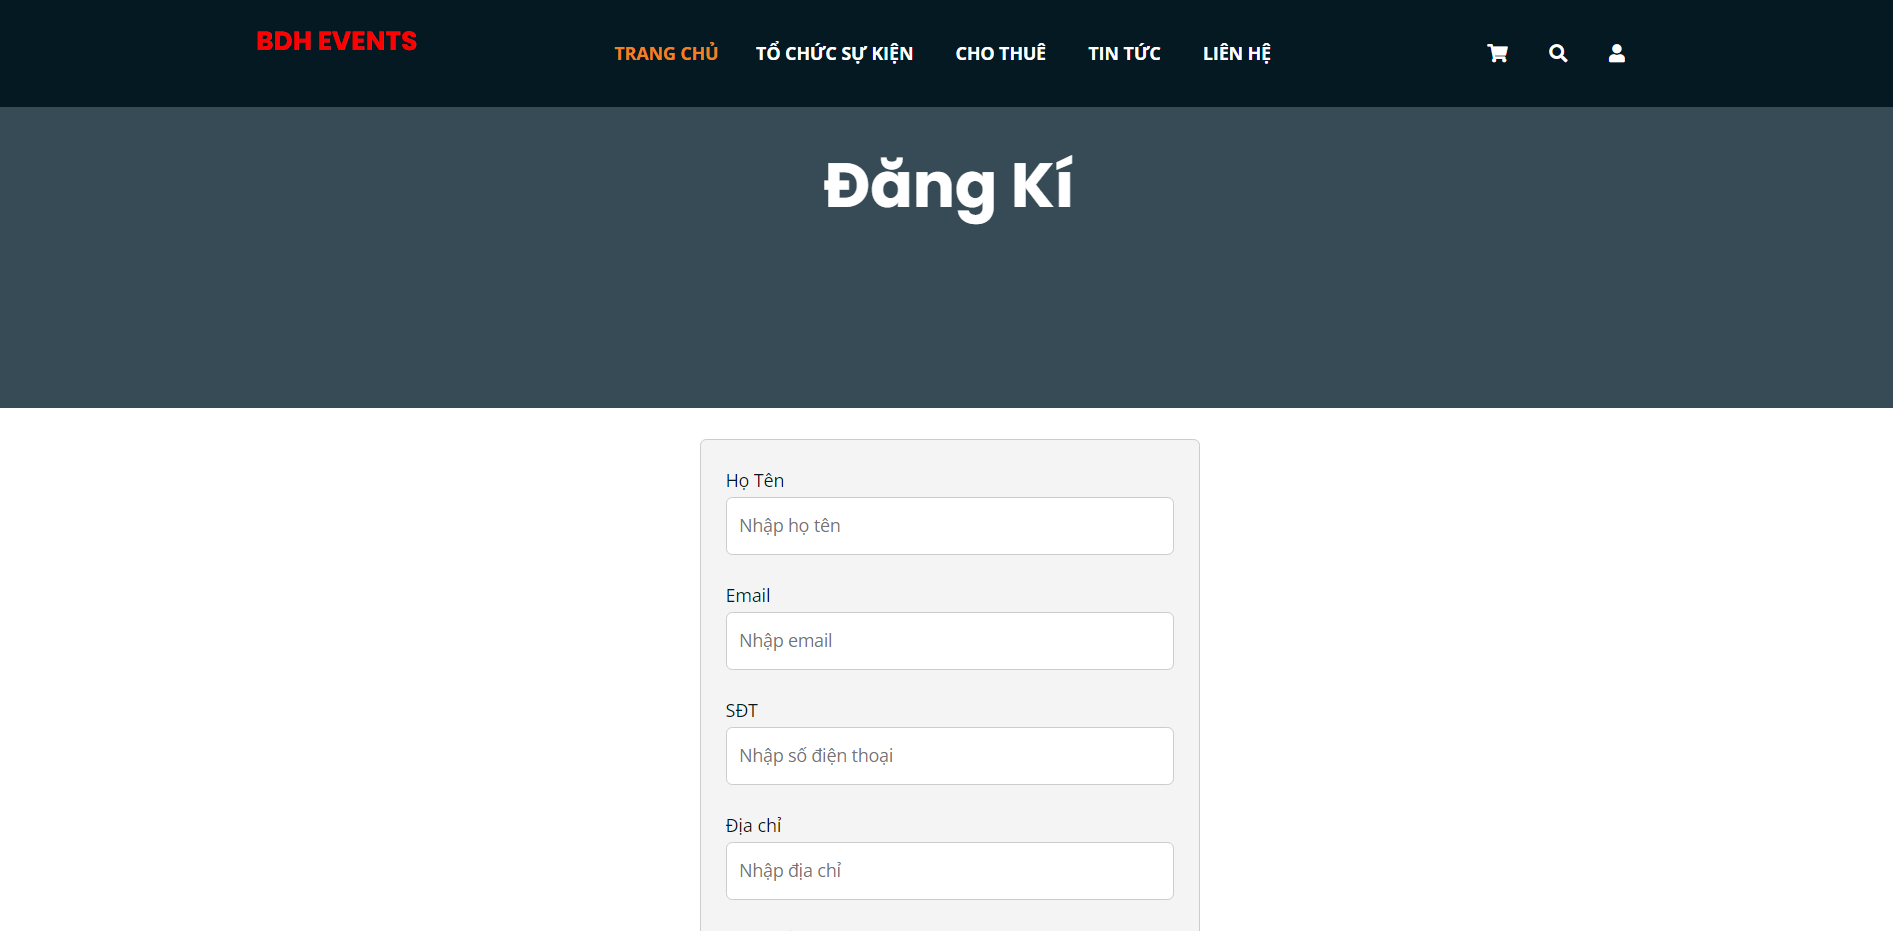 BDH EVENTS
TRANG CHỦ TỔ CHỨC SỰ KIỆN CHO THUÊ TIN TỨC LIÊN HỆ
Đăng Kí
Họ Tên
Nhập họ tên
Email
Nhập email
SĐT
Nhập số điện thoại
Địa chỉ
Nhập địa chỉ